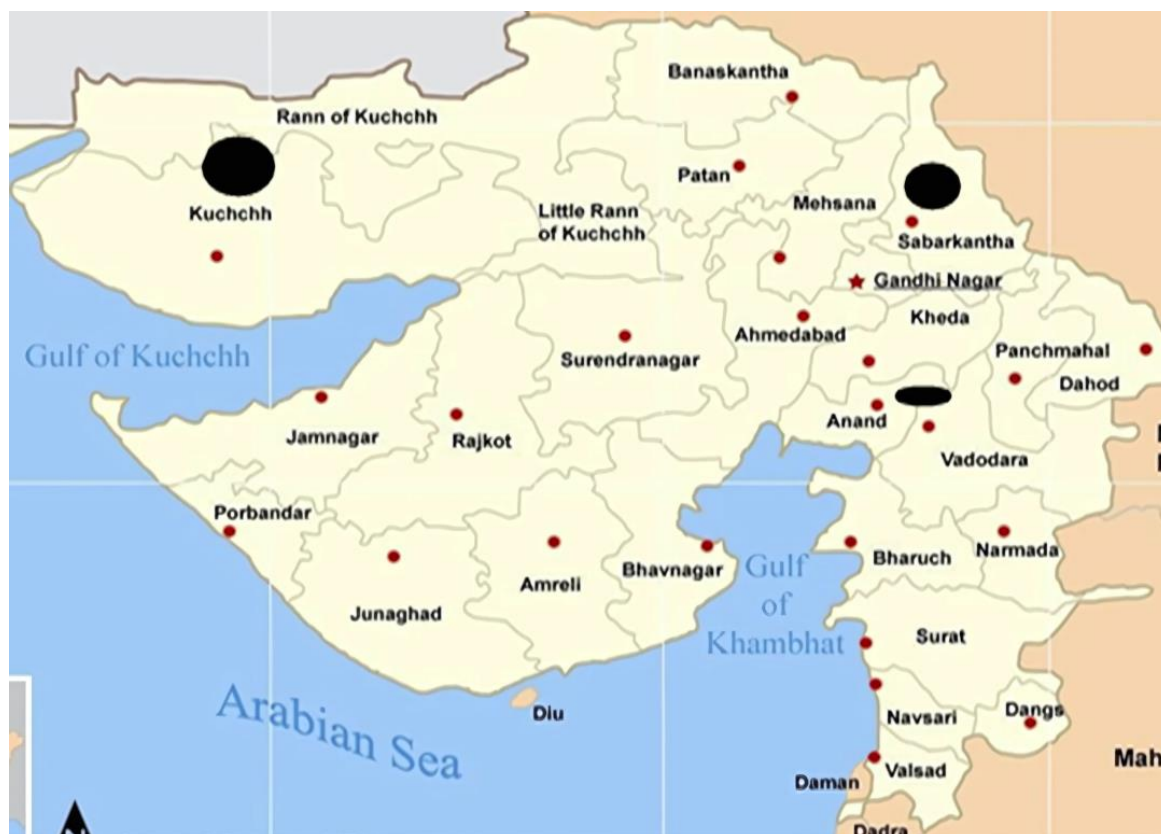 Banaskantha
Rann of Kuchchh
Patan
Mehsana
Kuchchh
Little Rann
of Kuchchh
Sabarkantha
Gandhi Nagar
Kheda
Ahmedabad
Gulf of Kuchchh
Surendranagar
Panchmahal
Dahod
Anand
Jamnagar
Rajkot
Vadodara
Porbandar
Bharuch
Narmada
Bhavnagar
Gulf
of
Khambhat
Amreli
Junaghad
Surat
Arabian Sea
Diu
Navsari
Dangs
Mah
Valsad
Daman
Dadra